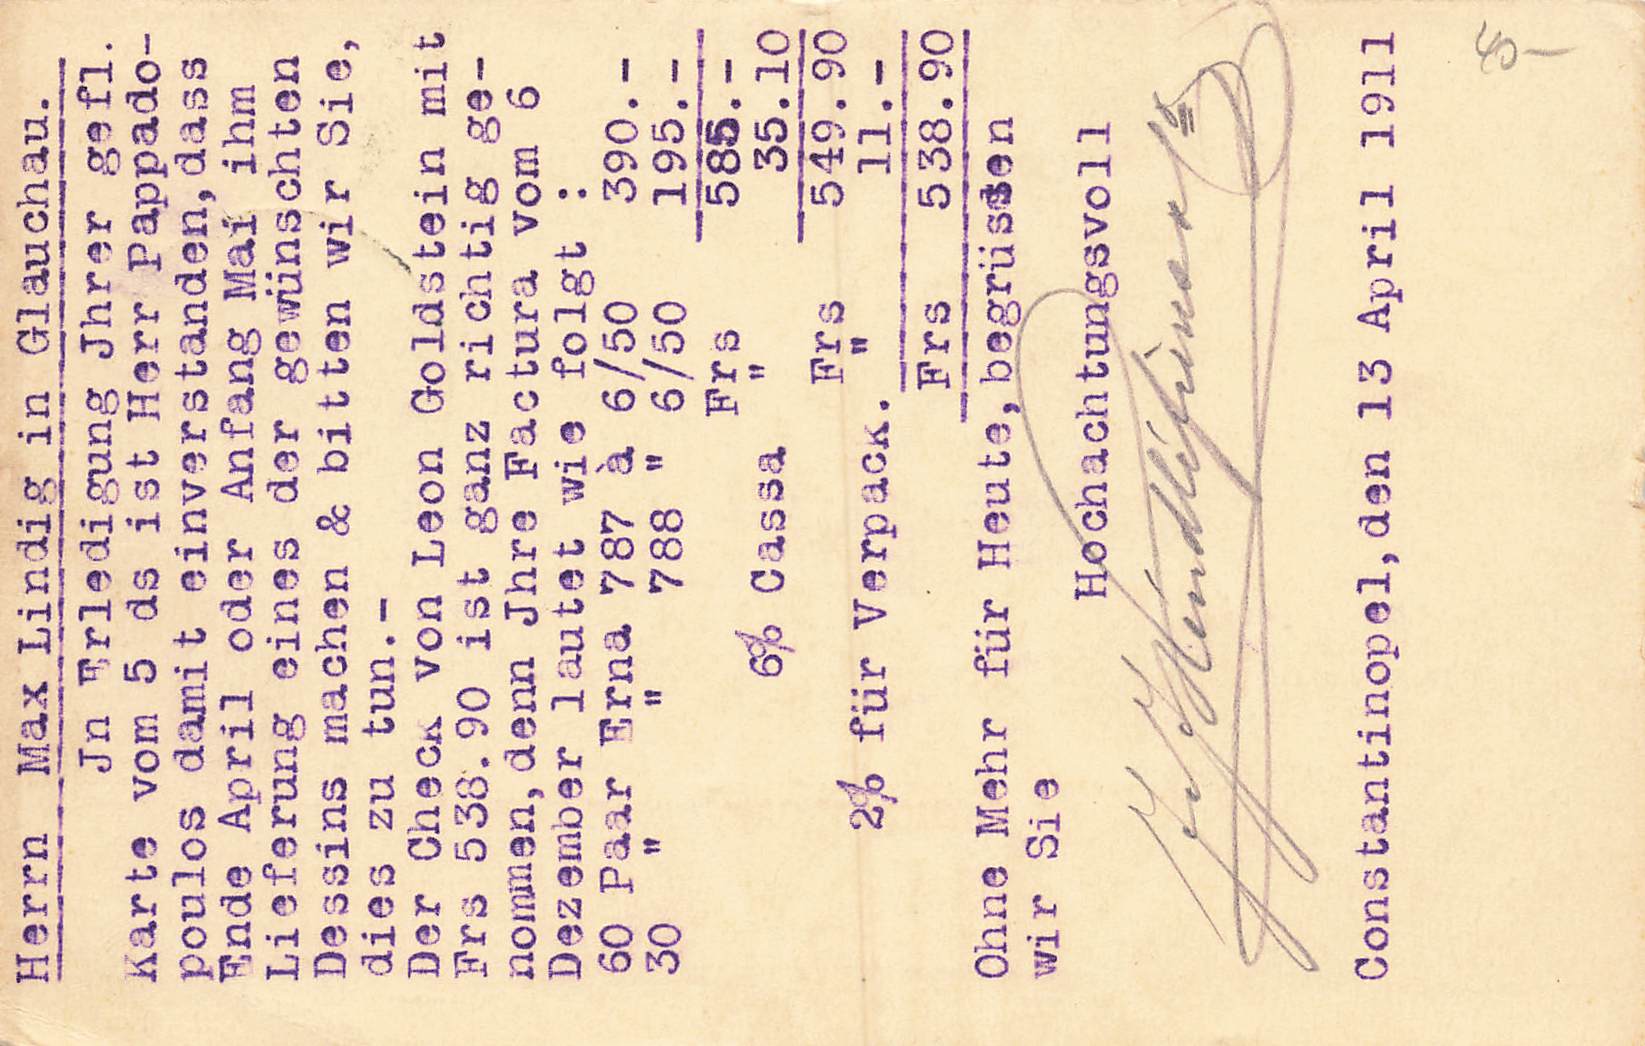 Herrn Max Lindig in Glauchau.
Jn Erledigung Jhrer gefl.
Karte vom 5 ds ist Herr Pappado-
poulos damit einverstanden,dass
Ende April oder Anfang Mai ihm
Lieferung eines der gewünschten
Dessins machen & bitten wir Sie,
dies zu tun.-
Der Check von Leon Goldstein mit
Frs 538.90 ist ganz richtig ge-
nommen,denn Jhre Factura vom 6
Dezember lautet wie folgt :
60 Paar Erna 787 à 6/50 390.-
30 " " 788 " 6/50 195.-
Frs 585.-
6% Cassa " 35.10
Frs 549.90
2% für Verpack. " 11.-
Frs 538.90
Ohne Mehr für Heute,begrüssen
wir Sie
Hochachtungsvoll
Constantinopel,den 13 April 1911